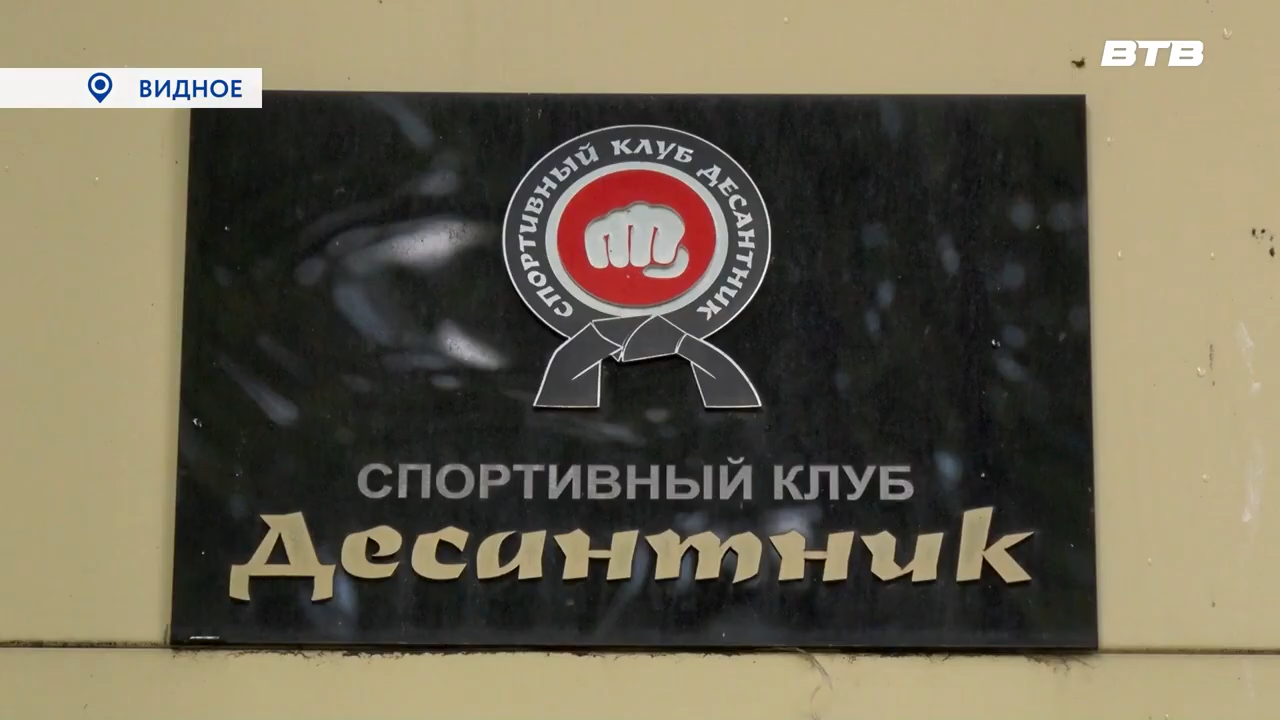 ВТВ
ВИДНОЕ
СПОРТИВНЫЙ КЛУБ ДЕСАНТНИК
СПОРТИВНЫЙ КЛУБ
Десантник